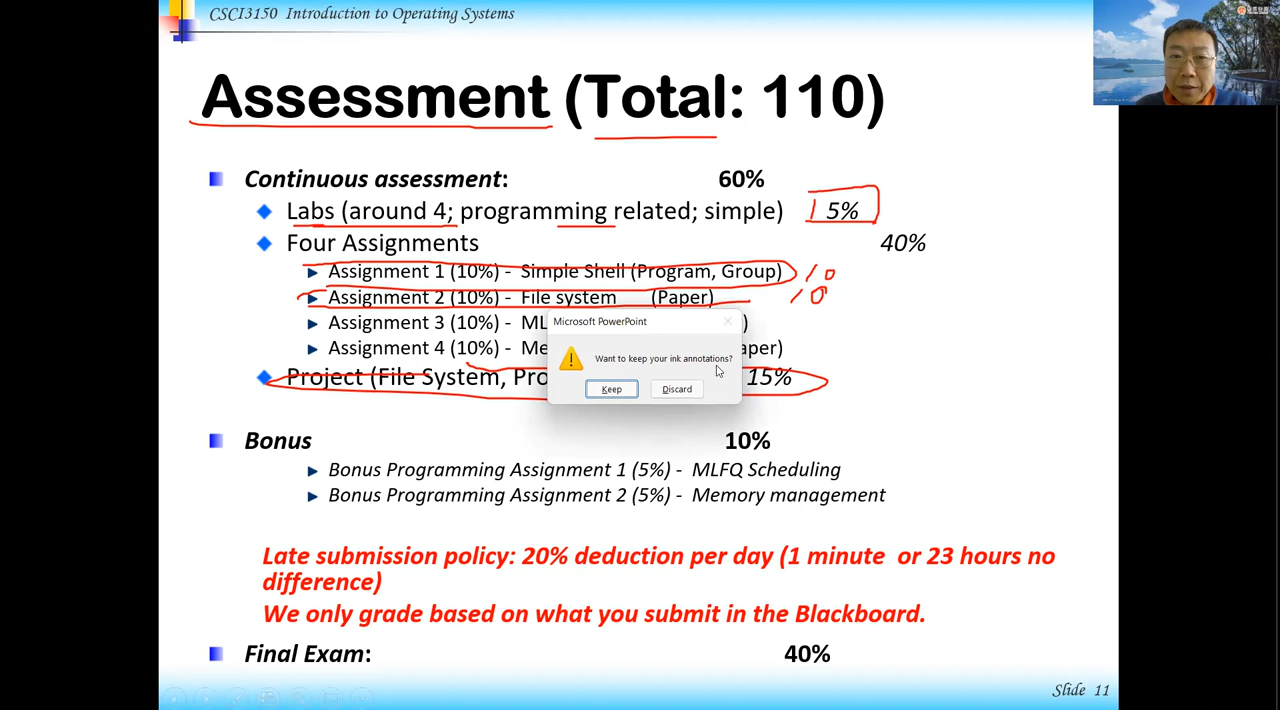 CSCI3150 Introduction to Operating Systems
Assessment (Total: 110)
Continuous assessment: 60%
Labs (around 4; programming related; simple) 5%
Four Assignments 40%
Assignment 1 (10%) - Simple Shell (Program, Group) 10
Assignment 2 (10%) - File system (Paper) 10
Assignment 3 (10%) - ML
Assignment 4 (10%) - Me aper)
Project (File System, Pro 15%
Microsoft PowerPoint
Want to keep your ink annotations?
Keep Discard
Bonus 10%
Bonus Programming Assignment 1 (5%) - MLFQ Scheduling
Bonus Programming Assignment 2 (5%) - Memory management
Late submission policy: 20% deduction per day (1 minute or 23 hours no
difference)
We only grade based on what you submit in the Blackboard.
Final Exam: 40%
Slide 11